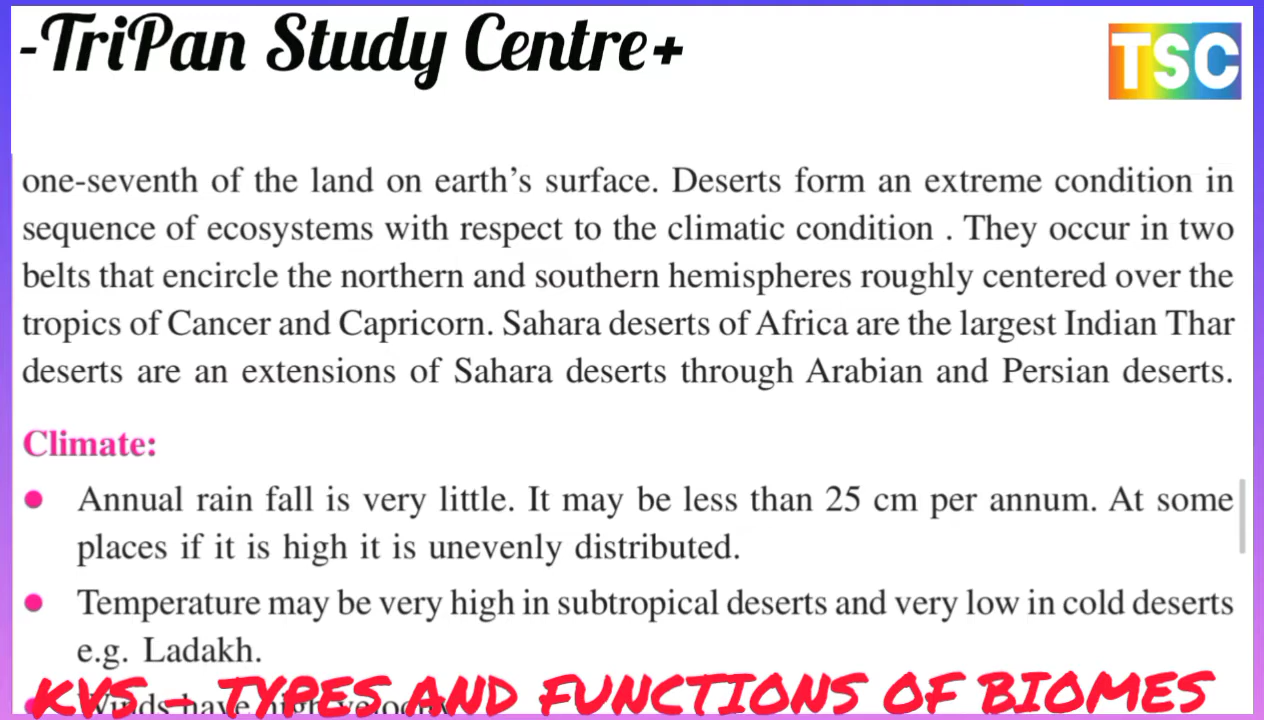 -TriPan Study Centre+
TSC
one-seventh of the land on earth's surface. Deserts form an extreme condition in
sequence of ecosystems with respect to the climatic condition . They occur in two
belts that encircle the northern and southern hemispheres roughly centered over the
tropics of Cancer and Capricorn. Sahara deserts of Africa are the largest Indian Thar
deserts are an extensions of Sahara deserts through Arabian and Persian deserts.
Climate:
Annual rain fall is very little. It may be less than 25 cm per annum. At some
places if it is high it is unevenly distributed.
Temperature may be very high in subtropical deserts and very low in cold deserts
e.g. Ladakh.
Winds have high velocity
KVS - TYPES AND FUNCTIONS OF BIOMES